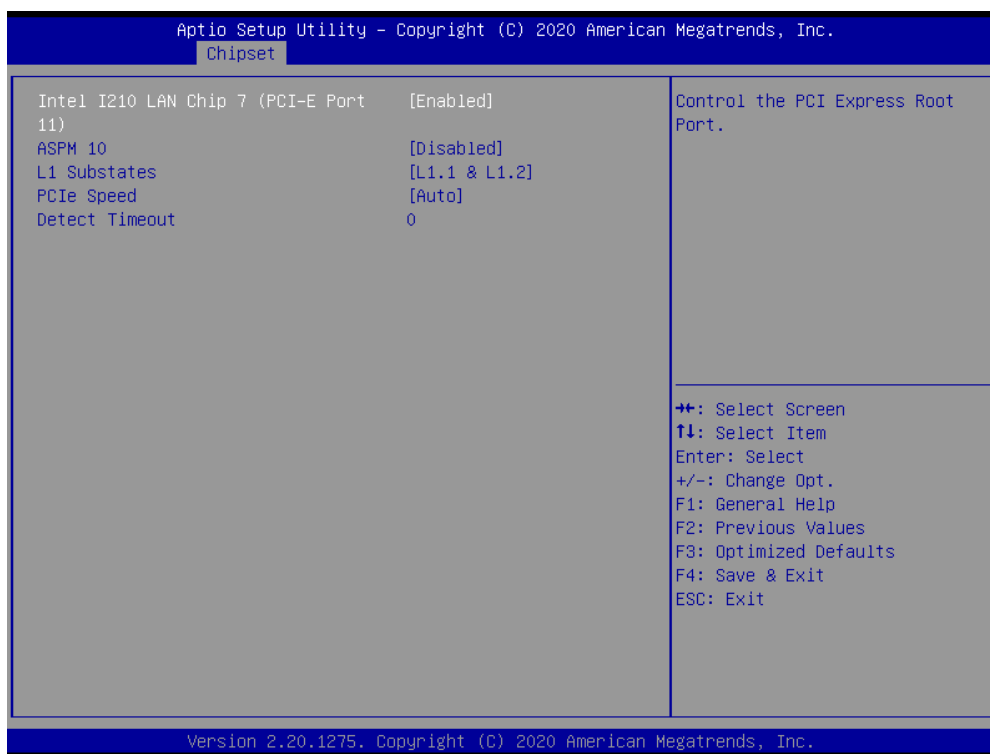 Aptio Setup Utility – Copyright (C) 2020 American Megatrends, Inc.
Chipset
Intel I210 LAN Chip 7 (PCI-E Port [Enabled]
11)
ASPM 10 [Disabled]
L1 Substates [L1.1 & L1.2]
PCIe Speed [Auto]
Detect Timeout 0
Control the PCI Express Root
Port.
→←: Select Screen
↑↓: Select Item
Enter: Select
+/-: Change Opt.
F1: General Help
F2: Previous Values
F3: Optimized Defaults
F4: Save & Exit
ESC: Exit
Version 2.20.1275. Copyright (C) 2020 American Megatrends, Inc.